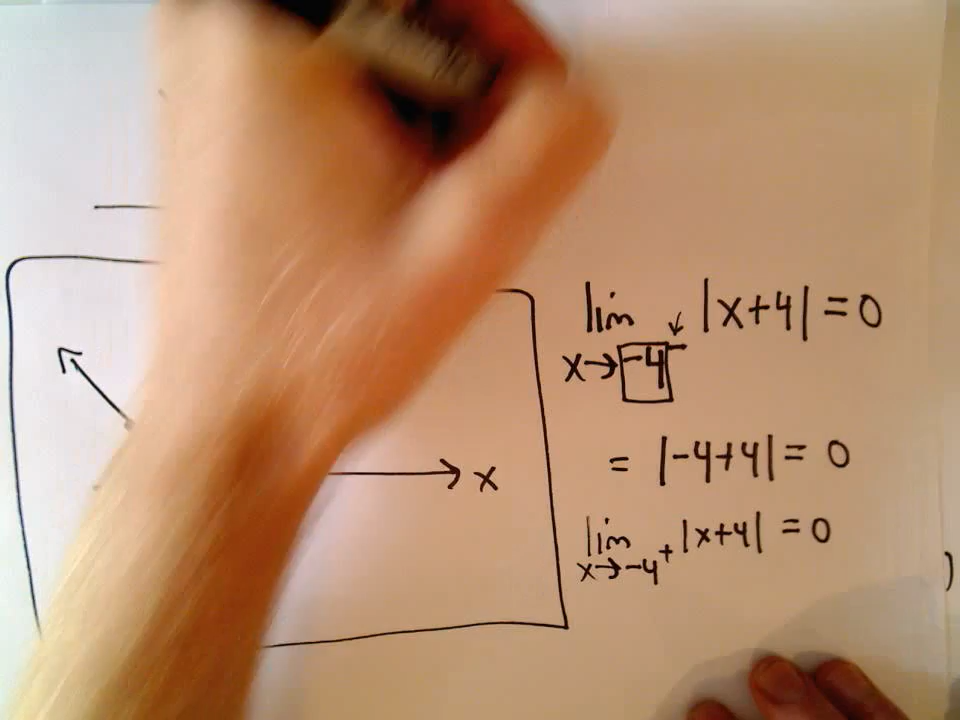 lim |x+4| = 0
x→-4⁻
= |-4+4| = 0
lim |x+4| = 0
x→-4⁺
x